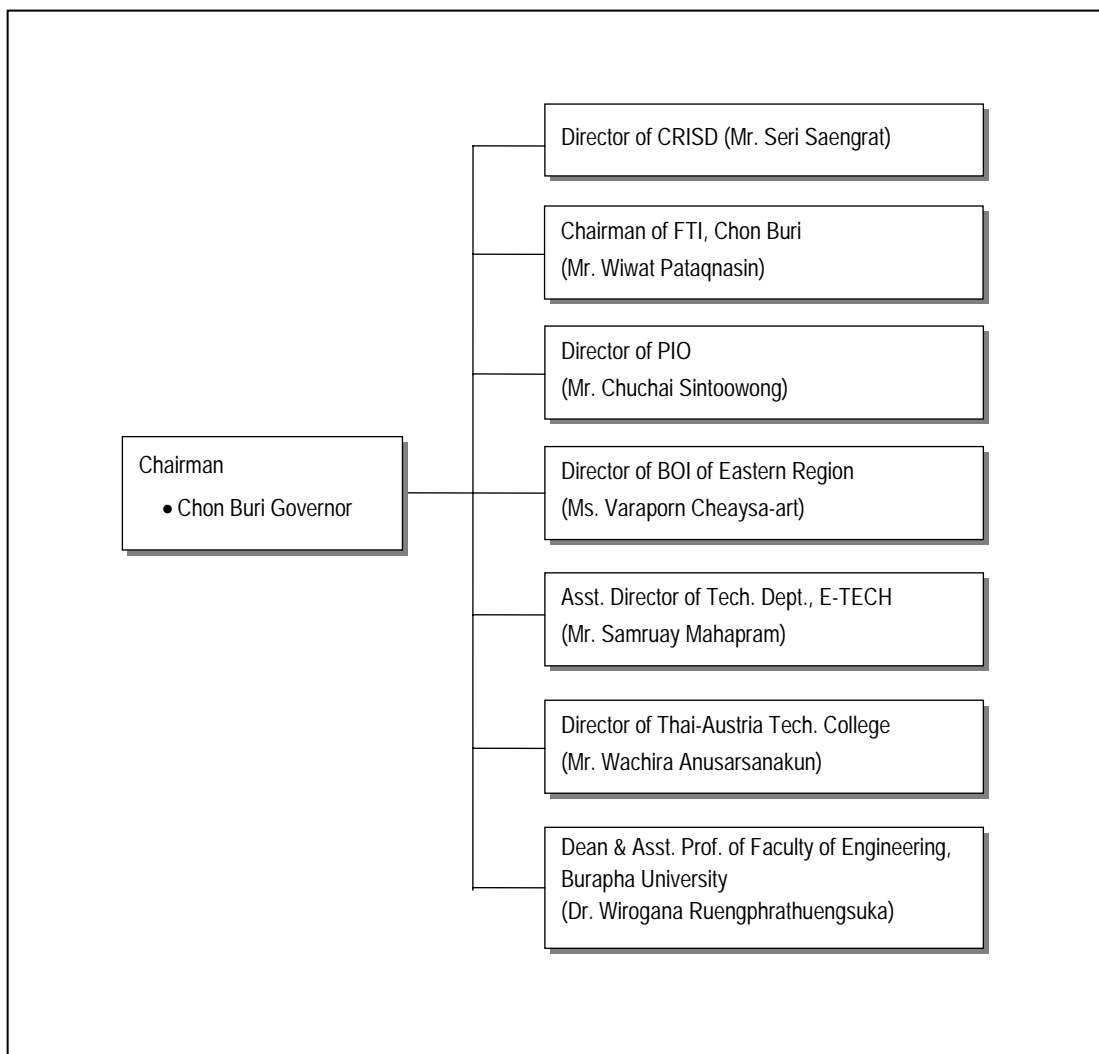 Director of CRISD (Mr. Seri Saengrat)
Chairman of FTI, Chon Buri
(Mr. Wiwat Pataqnasin)
Director of PIO
(Mr. Chuchai Sintoowong)
Chairman
• Chon Buri Governor
Director of BOI of Eastern Region
(Ms. Varaporn Cheaysa-art)
Asst. Director of Tech. Dept., E-TECH
(Mr. Samruay Mahapram)
Director of Thai-Austria Tech. College
(Mr. Wachira Anusarsanakun)
Dean & Asst. Prof. of Faculty of Engineering,
Burapha University
(Dr. Wirogana Ruengphrathuengsuka)